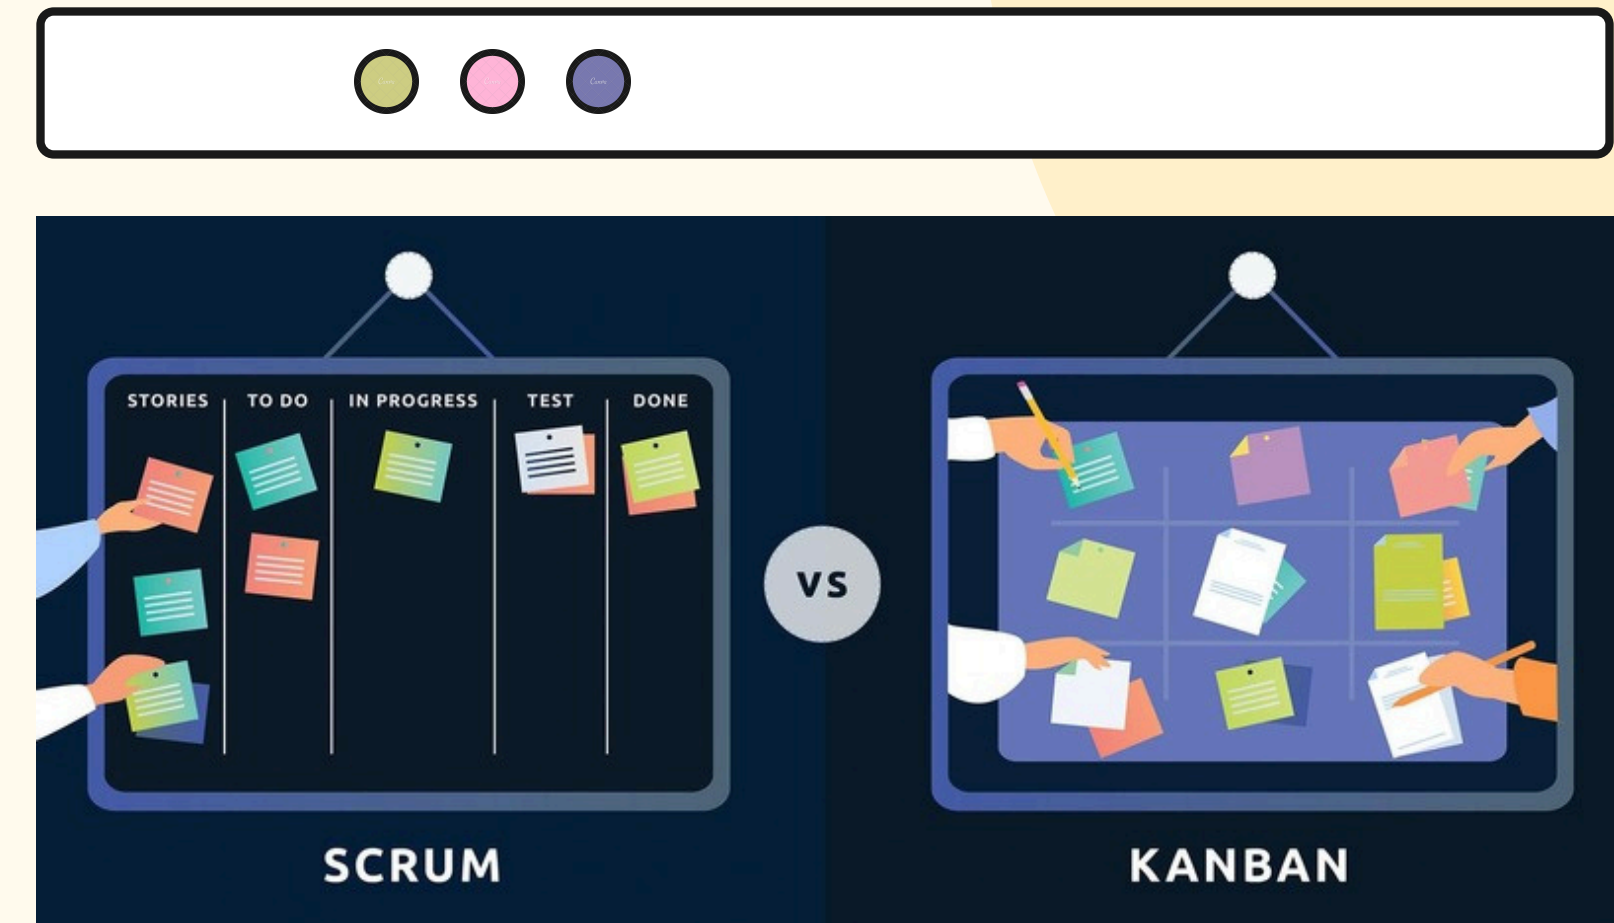 STORIES
TO DO
IN PROGRESS
TEST
DONE
VS
SCRUM
KANBAN